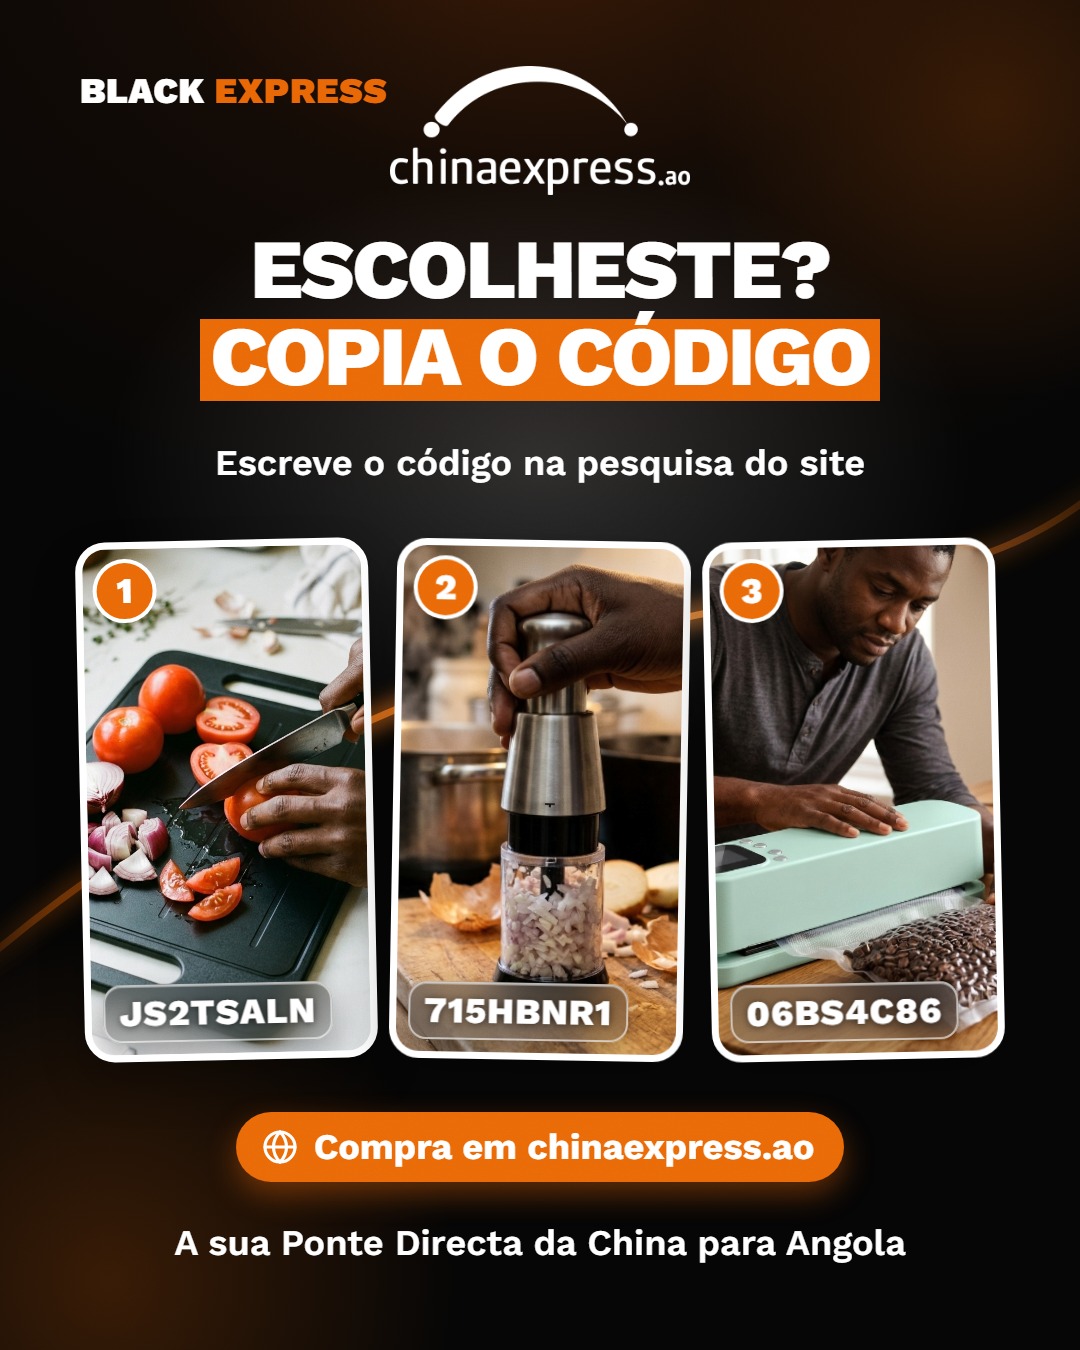 BLACK EXPRESS
chinaexpress.ao
ESCOLHESTE?
COPIA O CÓDIGO
Escreve o código na pesquisa do site
1
2
3
JS2TSALN
715HBNR1
06BS4C86
Compra em chinaexpress.ao
A sua Ponte Directa da China para Angola